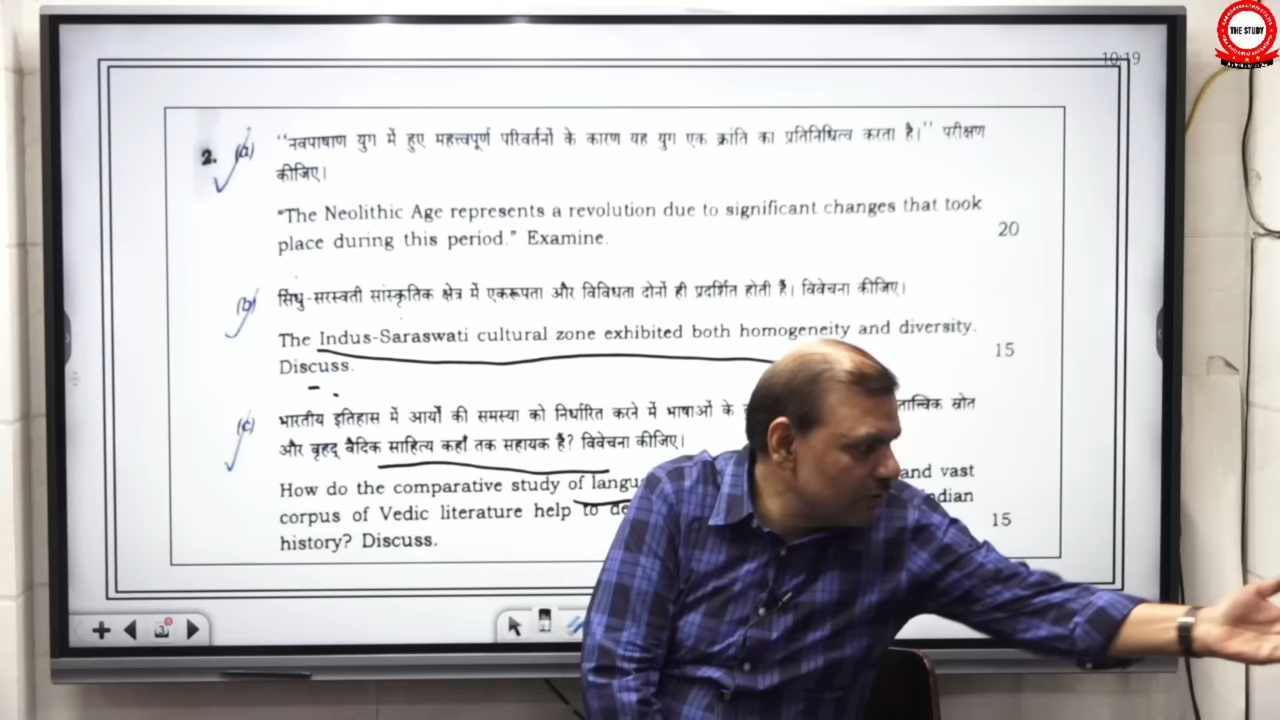 THE STUDY
10:19
2. (a) “नवपाषाण युग में हुए महत्त्वपूर्ण परिवर्तनों के कारण यह युग एक क्रांति का प्रतिनिधित्व करता है।” परीक्षण
कीजिए।
“The Neolithic Age represents a revolution due to significant changes that took
place during this period.” Examine.
20
(b) सिंधु-सरस्वती सांस्कृतिक क्षेत्र में एकरूपता और विविधता दोनों ही प्रदर्शित होती हैं। विवेचना कीजिए।
The Indus-Saraswati cultural zone exhibited both homogeneity and diversity.
Discuss.
15
(c) भारतीय इतिहास में आर्यों की समस्या को निर्धारित करने में भाषाओं के स्रोत
और वृहद् वैदिक साहित्य कहाँ तक सहायक है? विवेचना कीजिए।
How do the comparative study of and vast
corpus of Vedic literature help to
history? Discuss.
15
3